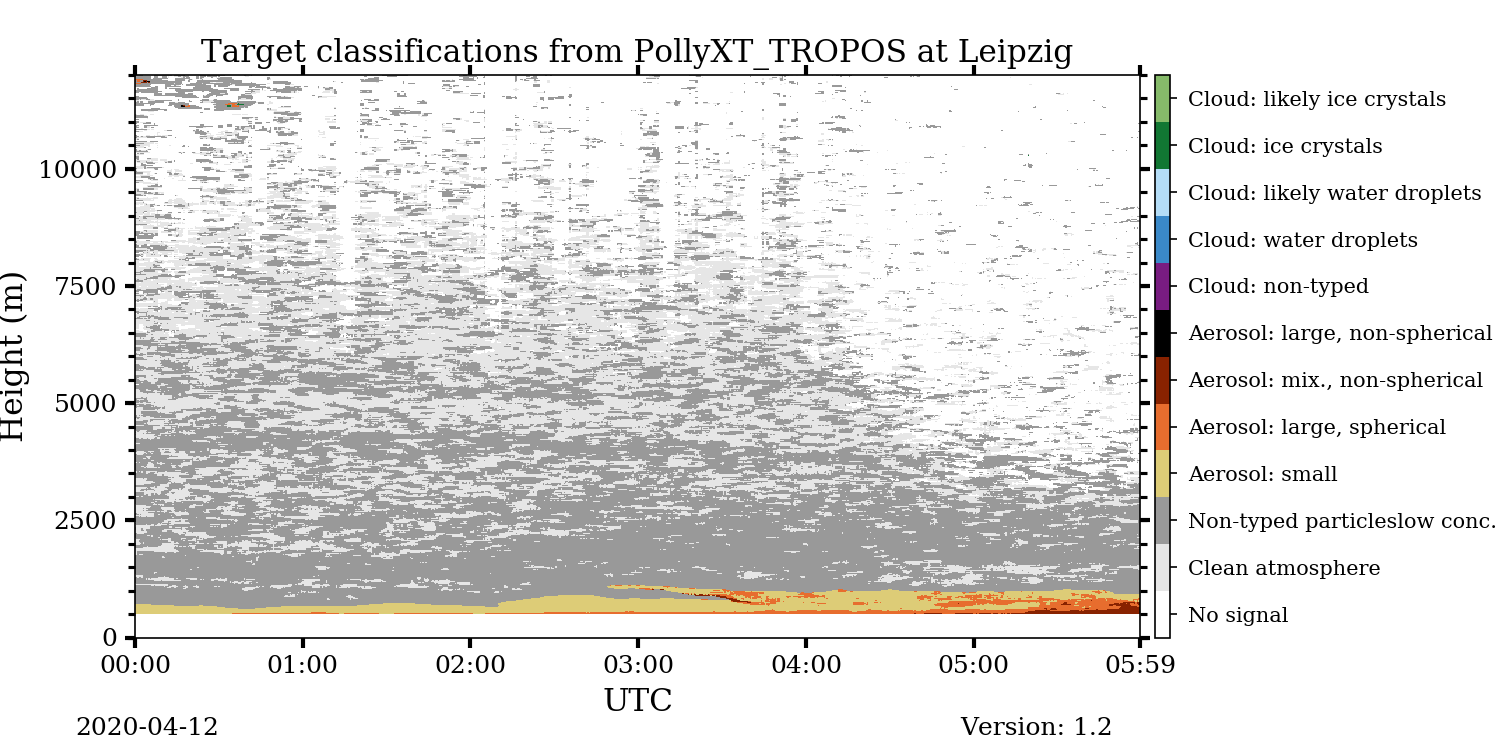 Target classifications from PollyXT_TROPOS at Leipzig
Height (m)
10000
7500
5000
2500
0
00:00 01:00 02:00 03:00 04:00 05:00 05:59
UTC
Cloud: likely ice crystals
Cloud: ice crystals
Cloud: likely water droplets
Cloud: water droplets
Cloud: non-typed
Aerosol: large, non-spherical
Aerosol: mix., non-spherical
Aerosol: large, spherical
Aerosol: small
Non-typed particleslow conc.
Clean atmosphere
No signal
2020-04-12
Version: 1.2